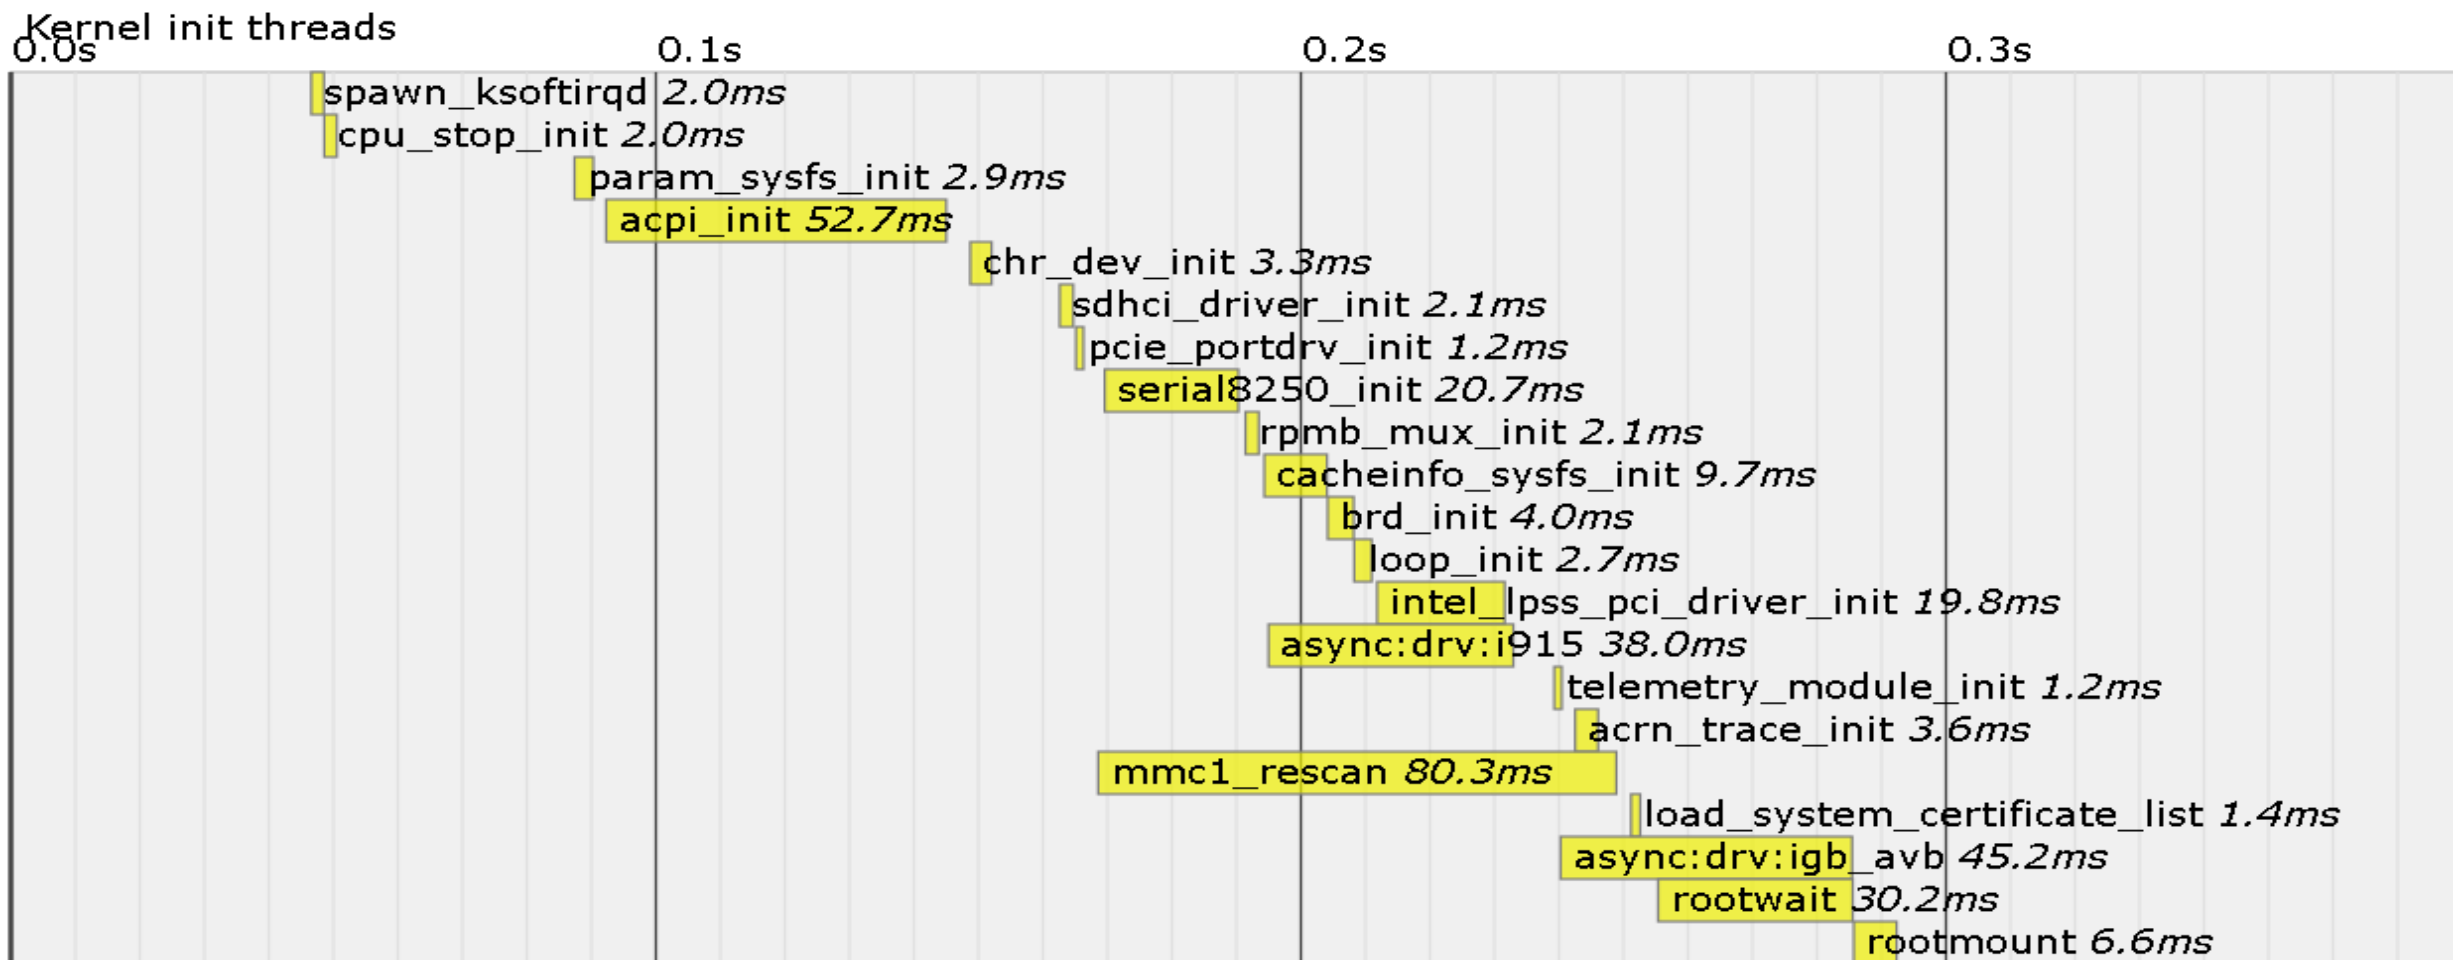 Kernel init threads
0.0s 0.1s 0.2s 0.3s
spawn_ksoftirqd 2.0ms
cpu_stop_init 2.0ms
param_sysfs_init 2.9ms
acpi_init 52.7ms
chr_dev_init 3.3ms
sdhci_driver_init 2.1ms
pcie_portdrv_init 1.2ms
serial8250_init 20.7ms
rpmb_mux_init 2.1ms
cacheinfo_sysfs_init 9.7ms
brd_init 4.0ms
loop_init 2.7ms
intel_lpss_pci_driver_init 19.8ms
async:drv:i915 38.0ms
telemetry_module_init 1.2ms
acrn_trace_init 3.6ms
mmc1_rescan 80.3ms
load_system_certificate_list 1.4ms
async:drv:igb_avb 45.2ms
rootwait 30.2ms
rootmount 6.6ms